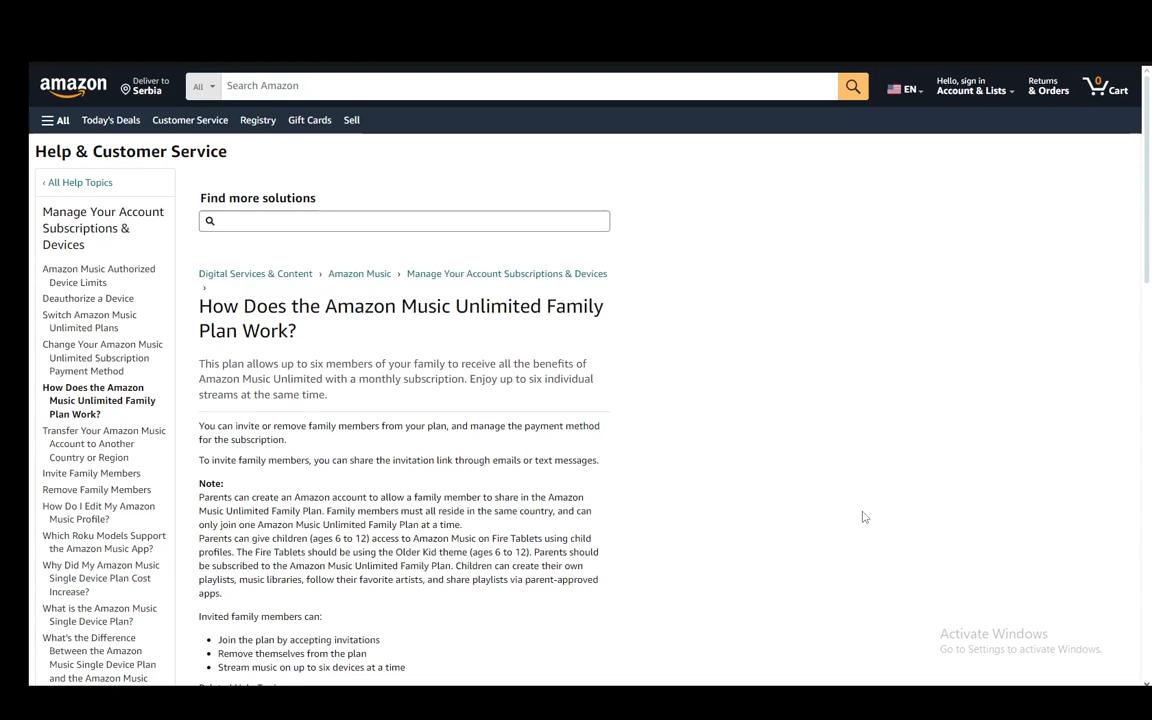 amazon
Deliver to
Serbia
All
Search Amazon
EN
Hello, sign in
Account & Lists
Returns
& Orders
0
Cart
All
Today's Deals
Customer Service
Registry
Gift Cards
Sell
Help & Customer Service
‹ All Help Topics
Manage Your Account
Subscriptions &
Devices
Amazon Music Authorized
Device Limits
Deauthorize a Device
Switch Amazon Music
Unlimited Plans
Change Your Amazon Music
Unlimited Subscription
Payment Method
How Does the Amazon
Music Unlimited Family
Plan Work?
Transfer Your Amazon Music
Account to Another
Country or Region
Invite Family Members
Remove Family Members
How Do I Edit My Amazon
Music Profile?
Which Roku Models Support
the Amazon Music App?
Why Did My Amazon Music
Single Device Plan Cost
Increase?
What is the Amazon Music
Single Device Plan?
What's the Difference
Between the Amazon
Music Single Device Plan
and the Amazon Music
Find more solutions
Digital Services & Content › Amazon Music › Manage Your Account Subscriptions & Devices
›
How Does the Amazon Music Unlimited Family
Plan Work?
This plan allows up to six members of your family to receive all the benefits of
Amazon Music Unlimited with a monthly subscription. Enjoy up to six individual
streams at the same time.
You can invite or remove family members from your plan, and manage the payment method
for the subscription.
To invite family members, you can share the invitation link through emails or text messages.
Note:
Parents can create an Amazon account to allow a family member to share in the Amazon
Music Unlimited Family Plan. Family members must all reside in the same country, and can
only join one Amazon Music Unlimited Family Plan at a time.
Parents can give children (ages 6 to 12) access to Amazon Music on Fire Tablets using child
profiles. The Fire Tablets should be using the Older Kid theme (ages 6 to 12). Parents should
be subscribed to the Amazon Music Unlimited Family Plan. Children can create their own
playlists, music libraries, follow their favorite artists, and share playlists via parent-approved
apps.
Invited family members can:
• Join the plan by accepting invitations
• Remove themselves from the plan
• Stream music on up to six devices at a time
Activate Windows
Go to Settings to activate Windows.